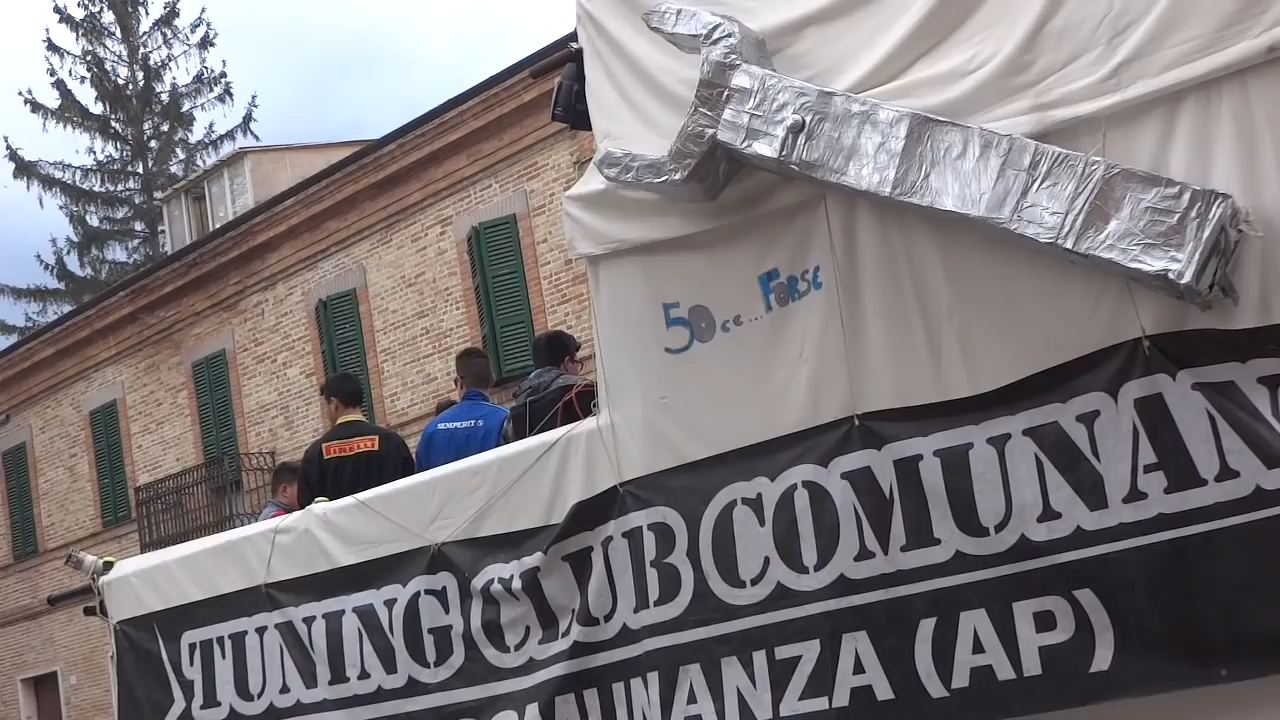 50cc...FORSE
PIRELLI
SEMPERIT
TUNING CLUB COMUNAN
COMUNANZA (AP)